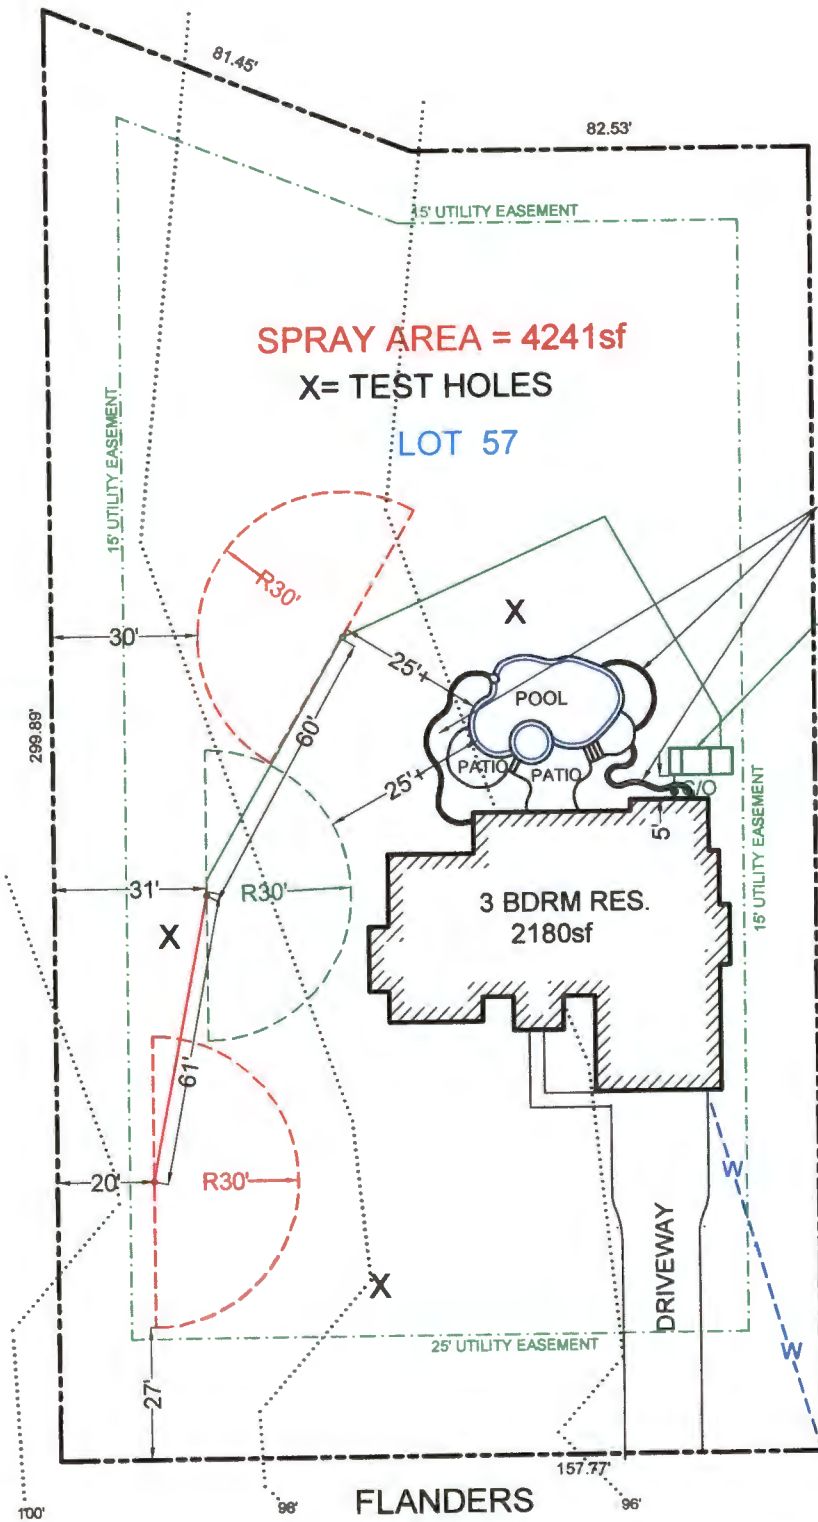 81.45'
82.53'
15' UTILITY EASEMENT
SPRAY AREA = 4241sf
X= TEST HOLES
LOT 57
15' UTILITY EASEMENT
R30'
X
30'
25'+
POOL
60'
299.89'
PATIO
PATIO
25'+
5'
15' UTILITY EASEMENT
31'
R30'
3 BDRM RES.
2180sf
X
61'
20'
R30'
W
DRIVEWAY
X
25' UTILITY EASEMENT
W
27'
157.77'
100'
98'
FLANDERS
96'